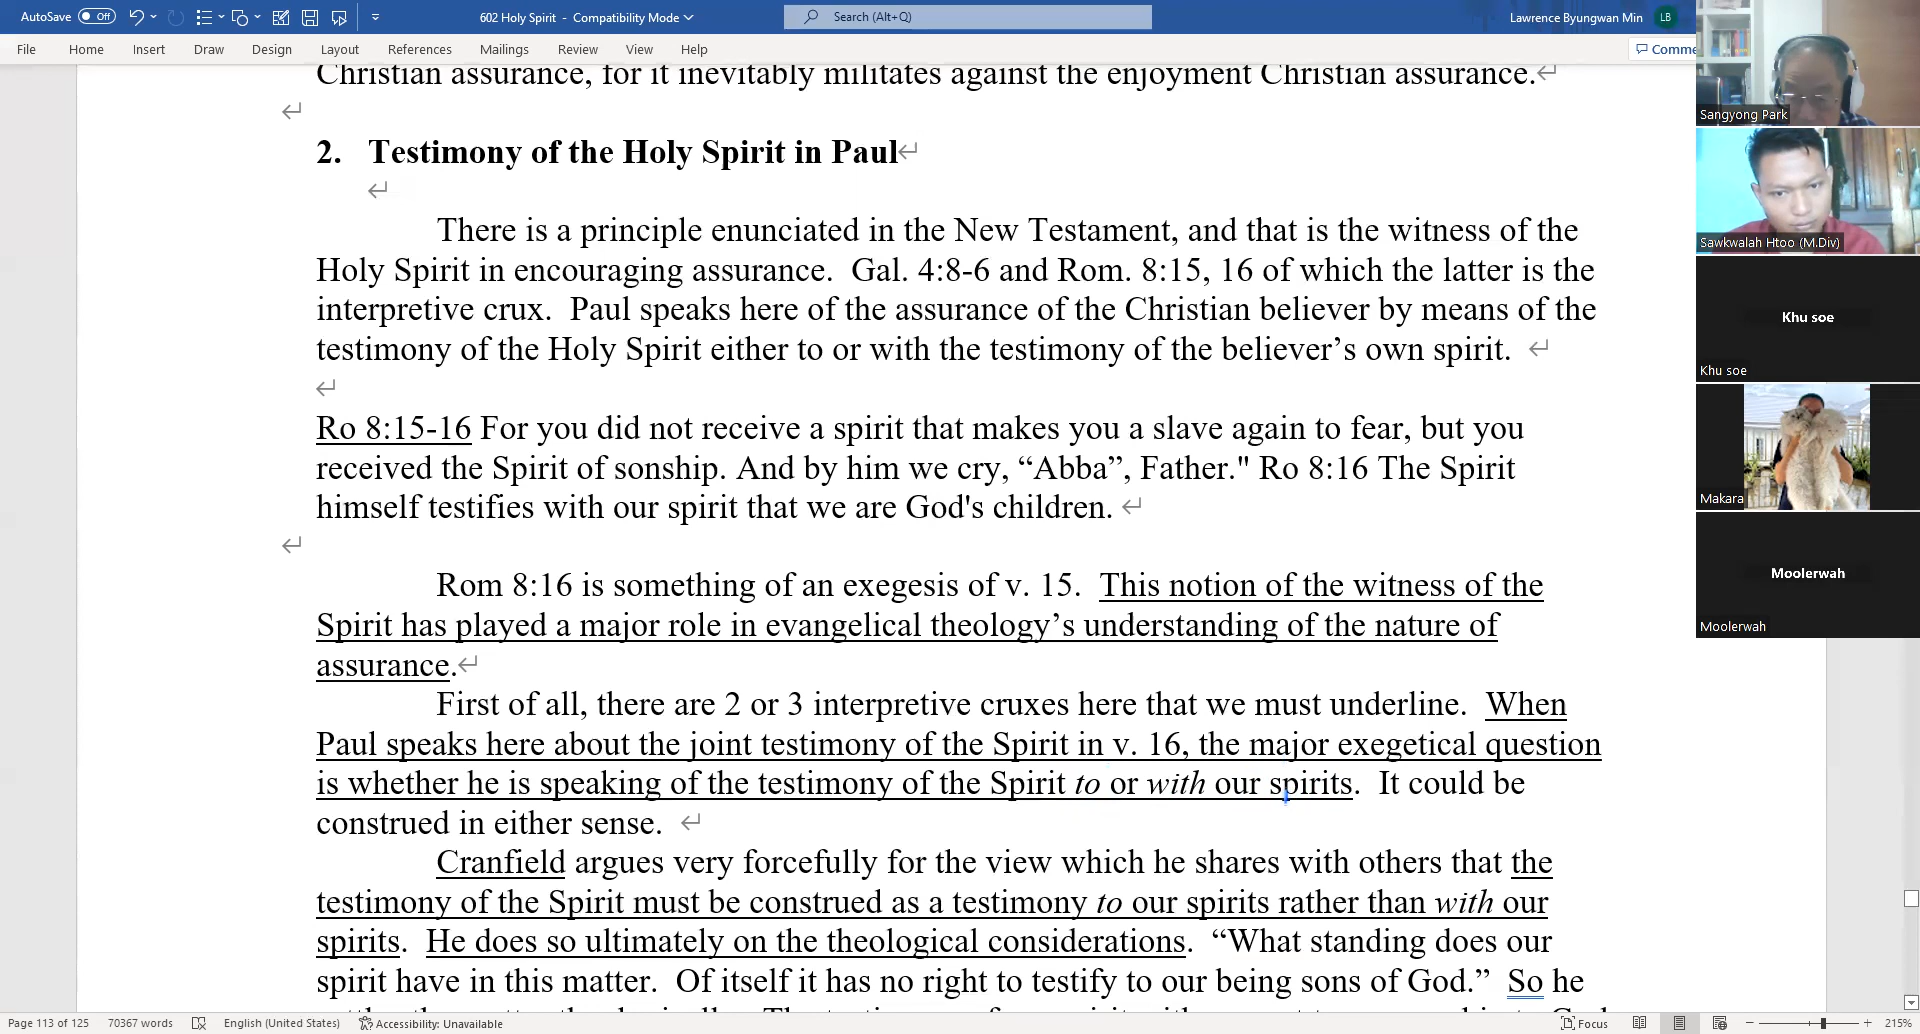 AutoSave Off 602 Holy Spirit - Compatibility Mode Search (Alt+Q) Lawrence Byungwan Min LB
File Home Insert Draw Design Layout References Mailings Review View Help Comme
Christian assurance, for it inevitably militates against the enjoyment Christian assurance.
2. Testimony of the Holy Spirit in Paul
There is a principle enunciated in the New Testament, and that is the witness of the
Holy Spirit in encouraging assurance. Gal. 4:8-6 and Rom. 8:15, 16 of which the latter is the
interpretive crux. Paul speaks here of the assurance of the Christian believer by means of the
testimony of the Holy Spirit either to or with the testimony of the believer’s own spirit.
Ro 8:15-16 For you did not receive a spirit that makes you a slave again to fear, but you
received the Spirit of sonship. And by him we cry, “Abba”, Father." Ro 8:16 The Spirit
himself testifies with our spirit that we are God's children.
Rom 8:16 is something of an exegesis of v. 15. This notion of the witness of the
Spirit has played a major role in evangelical theology’s understanding of the nature of
assurance.
First of all, there are 2 or 3 interpretive cruxes here that we must underline. When
Paul speaks here about the joint testimony of the Spirit in v. 16, the major exegetical question
is whether he is speaking of the testimony of the Spirit to or with our spirits. It could be
construed in either sense.
Cranfield argues very forcefully for the view which he shares with others that the
testimony of the Spirit must be construed as a testimony to our spirits rather than with our
spirits. He does so ultimately on the theological considerations. “What standing does our
spirit have in this matter. Of itself it has no right to testify to our being sons of God.” So he
Page 113 of 125 70367 words English (United States) Accessibility: Unavailable Focus 215%
Sangyong Park
Sawkwalah Htoo (M.Div)
Khu soe
Khu soe
Makara
Moolerwah
Moolerwah